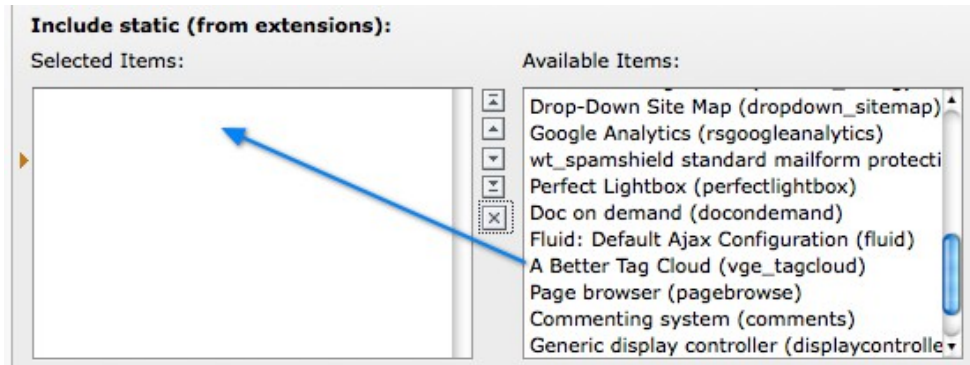 Include static (from extensions):
Selected Items:
Available Items:
Drop-Down Site Map (dropdown_sitemap)
Google Analytics (rsgoogleanalytics)
wt_spamshield standard mailform protecti
Perfect Lightbox (perfectlightbox)
Doc on demand (docondemand)
Fluid: Default Ajax Configuration (fluid)
A Better Tag Cloud (vge_tagcloud)
Page browser (pagebrowse)
Commenting system (comments)
Generic display controller (displaycontrolle